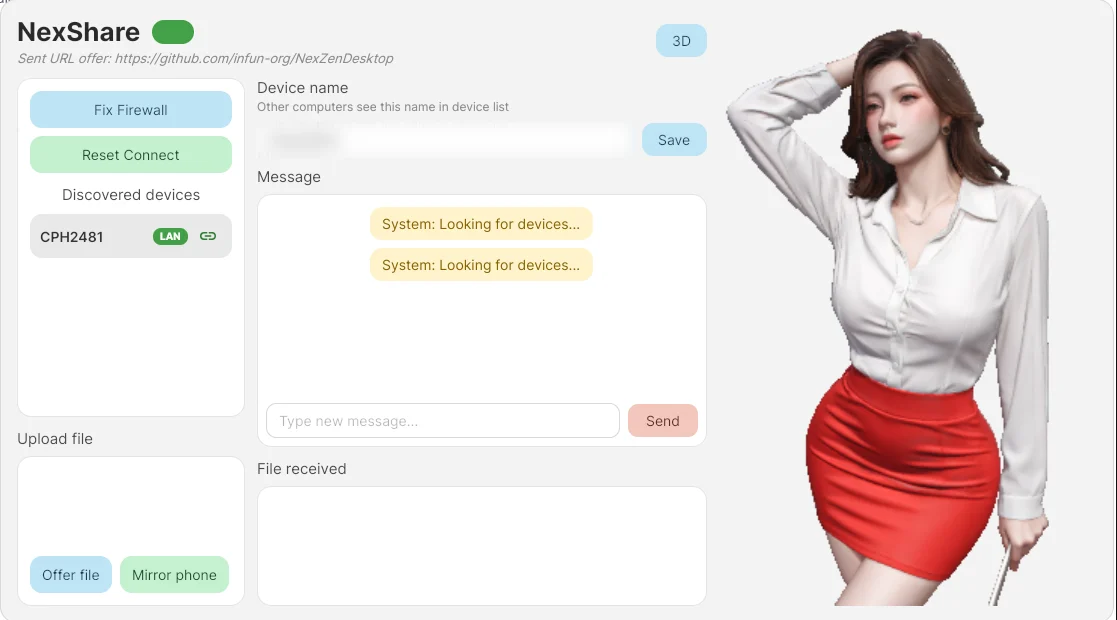 NexShare
Sent URL offer: https://github.com/infun-org/NexZenDesktop
3D
Fix Firewall
Reset Connect
Discovered devices
CPH2481
LAN
Device name
Other computers see this name in device list
Save
Message
System: Looking for devices...
System: Looking for devices...
Type new message...
Send
Upload file
Offer file
Mirror phone
File received